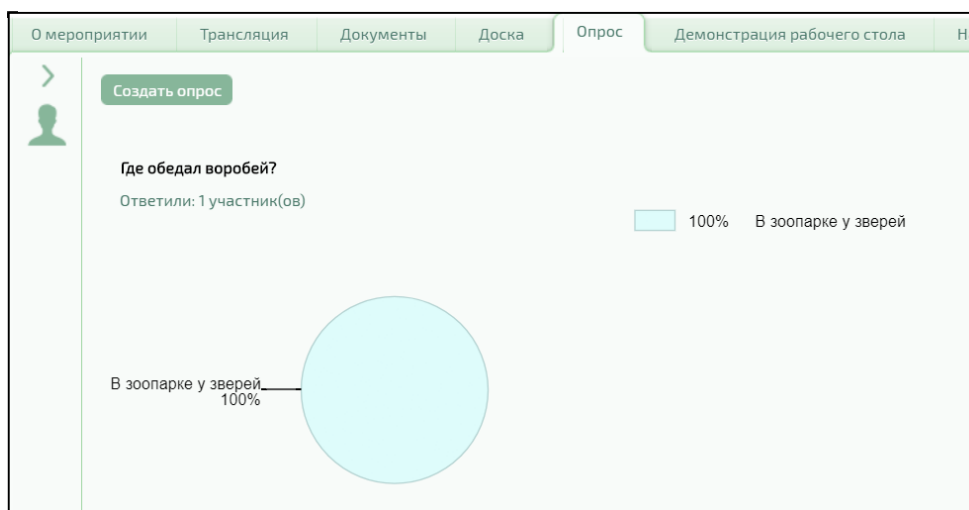 О мероприятии Трансляция Документы Доска Опрос Демонстрация рабочего стола
Создать опрос
Где обедал воробей?
Ответили: 1 участник(ов)
100% В зоопарке у зверей
В зоопарке у зверей
100%